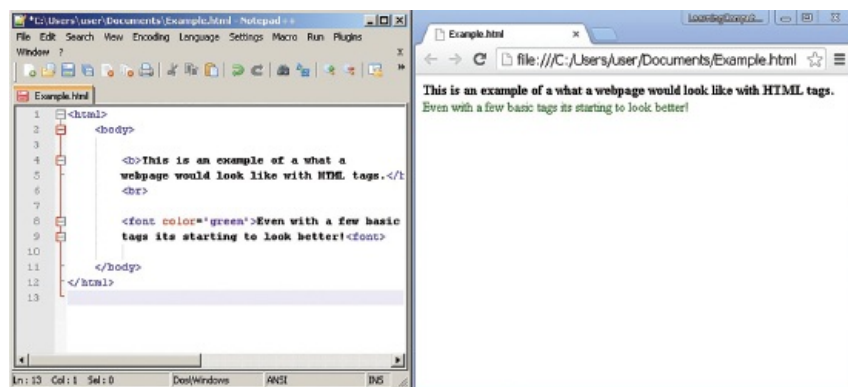 *C:\Users\user\Documents\Example.html - Notepad++
File Edit Search View Encoding Language Settings Macro Run Plugins
Window ? X
Example.html
1 <html>
2 <body>
3
4 <b>This is an example of a what a
5 webpage would look like with HTML tags.</b
6 <br>
7
8 <font color="green">Even with a few basic
9 tags its starting to look better!<font>
10
11 </body>
12 </html>
13
Ln : 13 Col : 1 Sel : 0 Dos\Windows ANSI INS
Example.html
file:///C:/Users/user/Documents/Example.html
This is an example of a what a webpage would look like with HTML tags.
Even with a few basic tags its starting to look better!